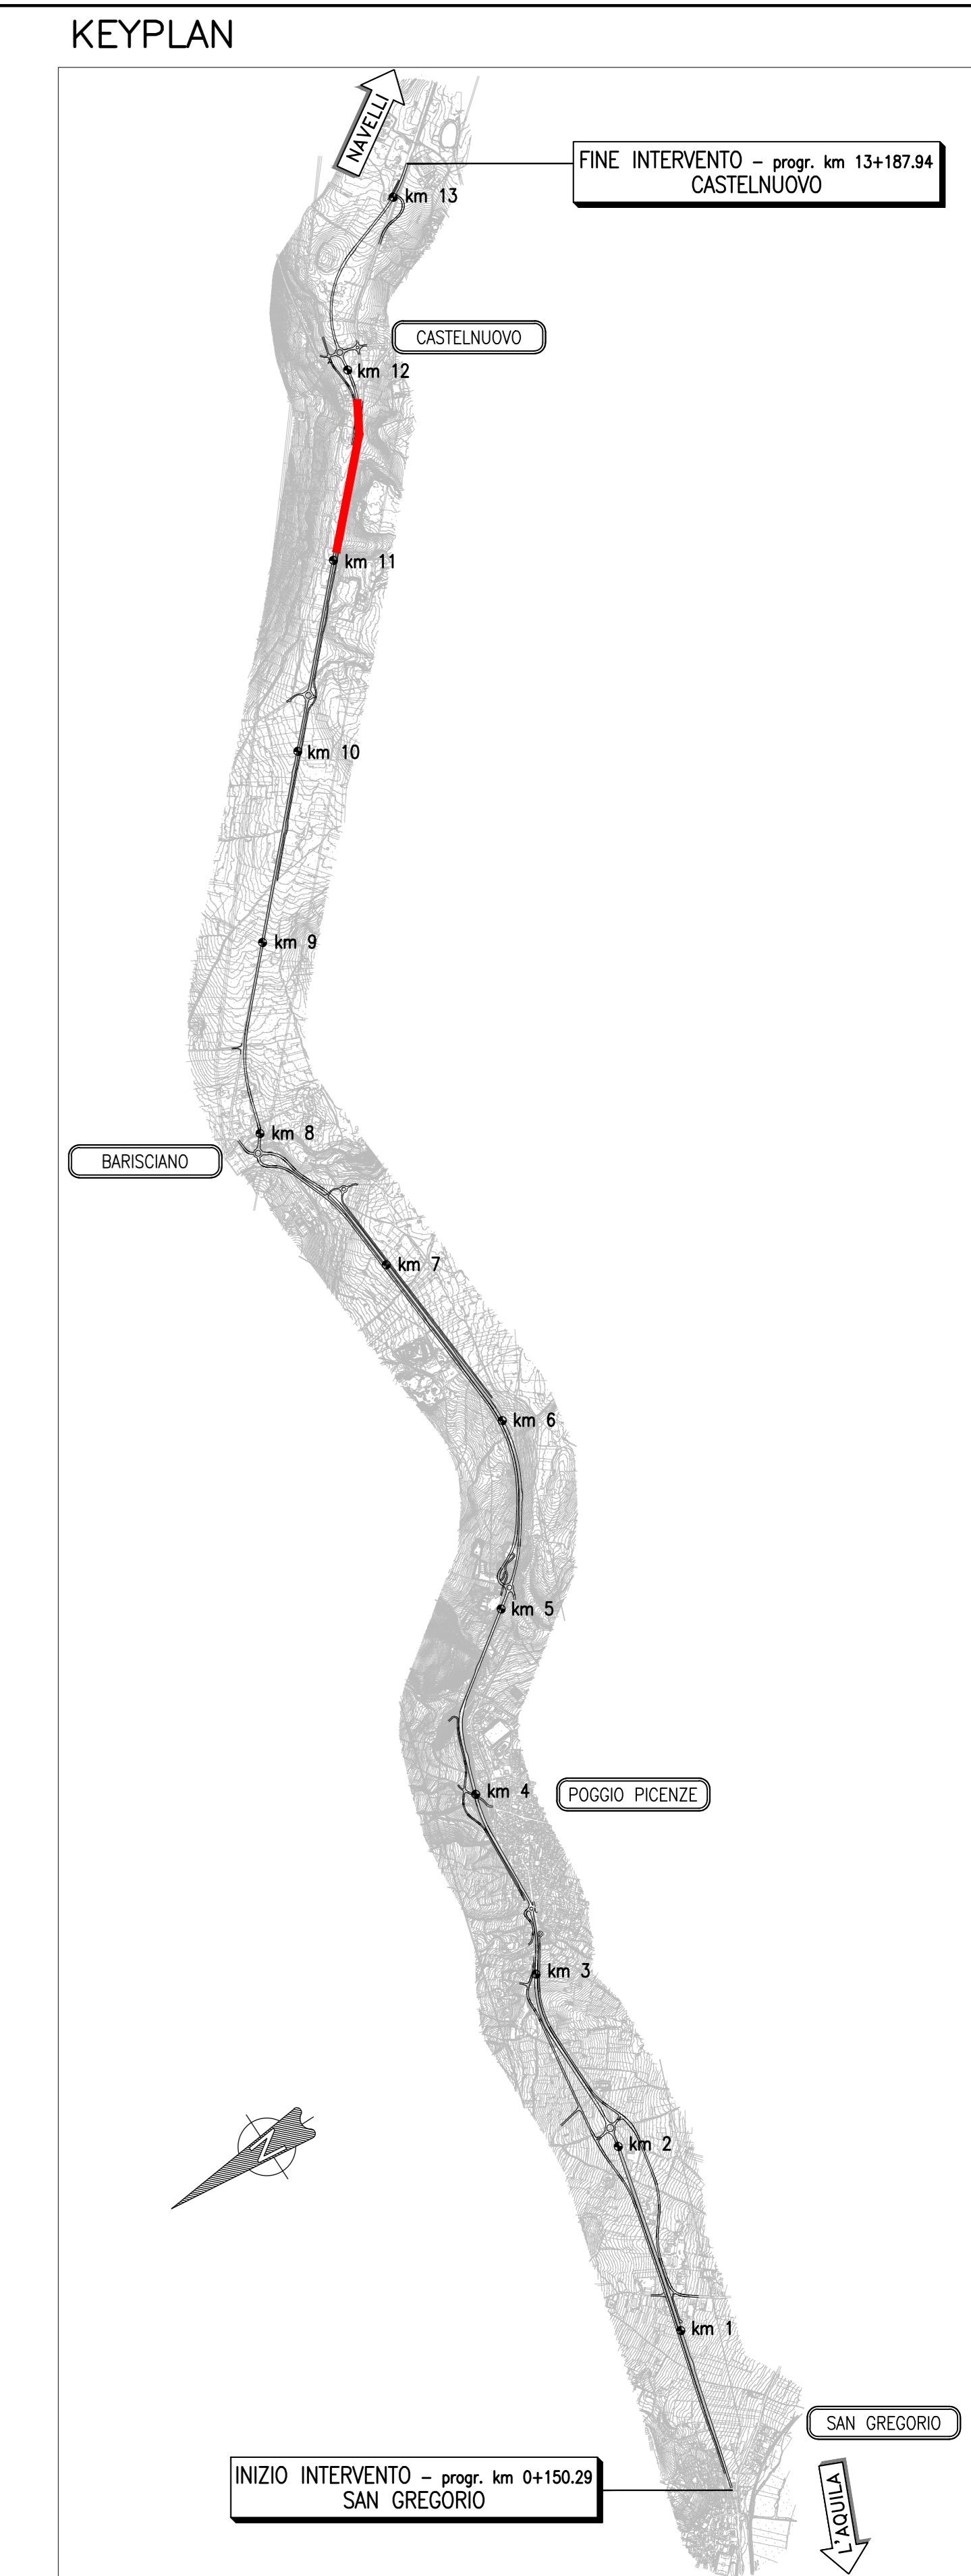 KEYPLAN
NAVELLI
FINE INTERVENTO – progr. km 13+187.94
CASTELNUOVO
km 13
CASTELNUOVO
km 12
km 11
km 10
km 9
km 8
BARISCIANO
km 7
km 6
km 5
km 4
POGGIO PICENZE
km 3
N
km 2
km 1
SAN GREGORIO
INIZIO INTERVENTO – progr. km 0+150.29
SAN GREGORIO
L'AQUILA